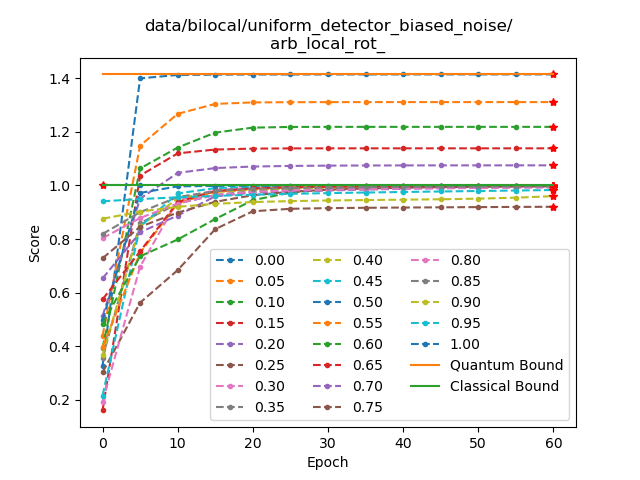 data/bilocal/uniform_detector_biased_noise/
arb_local_rot_
Score
1.4
1.2
1.0
0.8
0.6
0.4
0.2
0.00 0.40 0.80
0.05 0.45 0.85
0.10 0.50 0.90
0.15 0.55 0.95
0.20 0.60 1.00
0.25 0.65 Quantum Bound
0.30 0.70 Classical Bound
0.35 0.75
0 10 20 30 40 50 60
Epoch